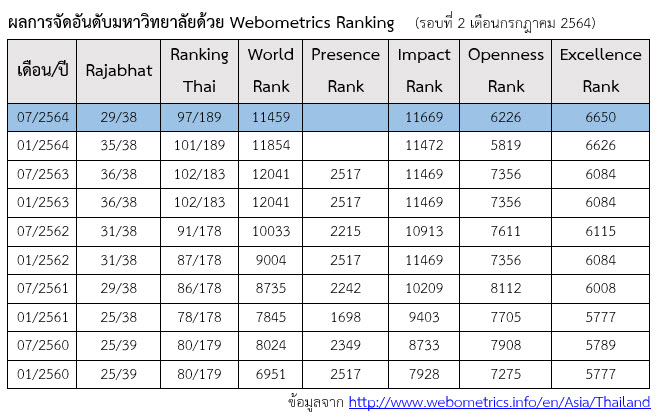 ผลการจัดอันดับมหาวิทยาลัยด้วย Webometrics Ranking (รอบที่ 2 เดือนกรกฎาคม 2564)
เดือน/ปี Rajabhat Ranking Thai World Rank Presence Rank Impact Rank Openness Rank Excellence Rank
07/2564 29/38 97/189 11459 11669 6226 6650
01/2564 35/38 101/189 11854 11472 5819 6626
07/2563 36/38 102/183 12041 2517 11469 7356 6084
01/2563 36/38 102/183 12041 2517 11469 7356 6084
07/2562 31/38 91/178 10033 2215 10913 7611 6115
01/2562 31/38 87/178 9004 2517 11469 7356 6084
07/2561 29/38 86/178 8735 2242 10209 8112 6008
01/2561 25/38 78/178 7845 1698 9403 7705 5777
07/2560 25/39 80/179 8024 2349 8733 7908 5789
01/2560 25/39 80/179 6951 2517 7928 7275 5777
ข้อมูลจาก http://www.webometrics.info/en/Asia/Thailand